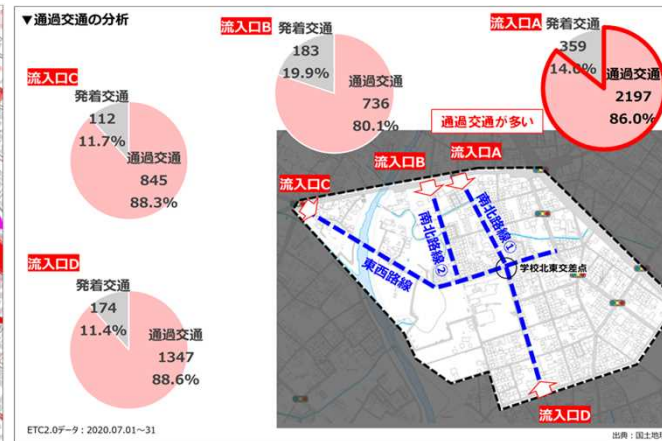 ▼通過交通の分析
流入口B
発着交通
183
19.9%
通過交通
736
80.1%
流入口A
発着交通
359
14.0%
通過交通
2197
86.0%
通過交通が多い
流入口C
発着交通
112
11.7%
通過交通
845
88.3%
流入口D
発着交通
174
11.4%
通過交通
1347
88.6%
流入口B
流入口A
流入口C
南北路線①
南北路線②
東西路線
学校北東交差点
流入口D
ETC2.0データ：2020.07.01～31
出典：国土地